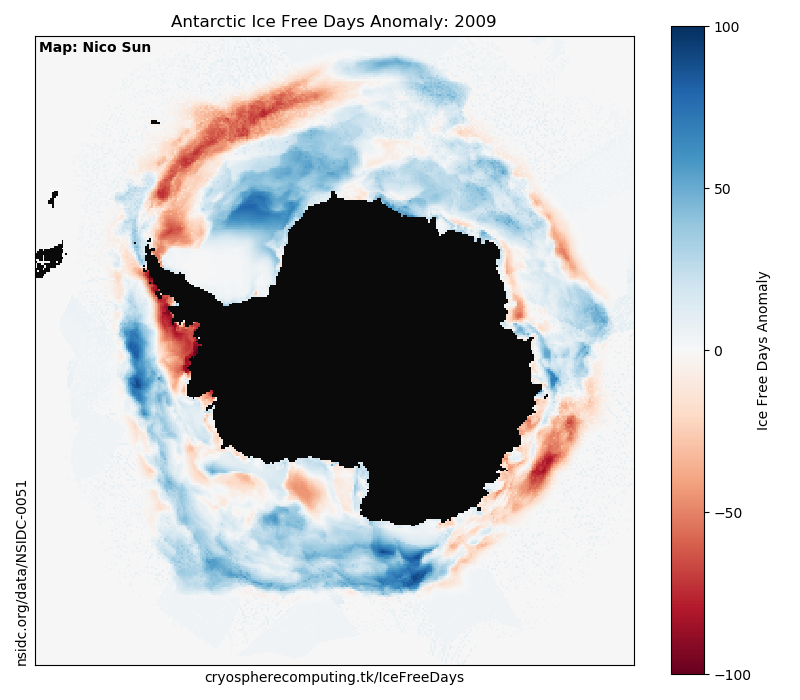 Antarctic Ice Free Days Anomaly: 2009
Map: Nico Sun
100
50
0
−50
−100
Ice Free Days Anomaly
nsidc.org/data/NSIDC-0051
cryospherecomputing.tk/IceFreeDays